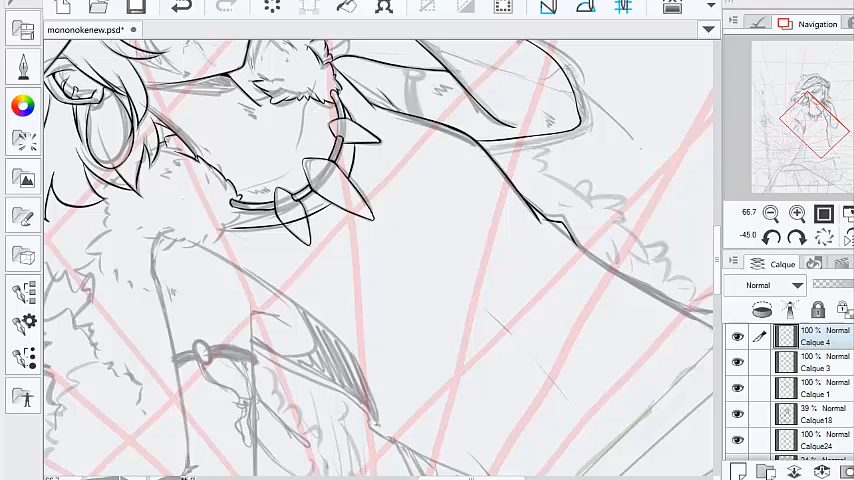 mononokenew.psd*
Navigation
66.7
-45.0
Calque
Normal
100 % Normal
Calque 4
100 % Normal
Calque 3
100 % Normal
Calque 1
39 % Normal
Calque18
100 % Normal
Calque24